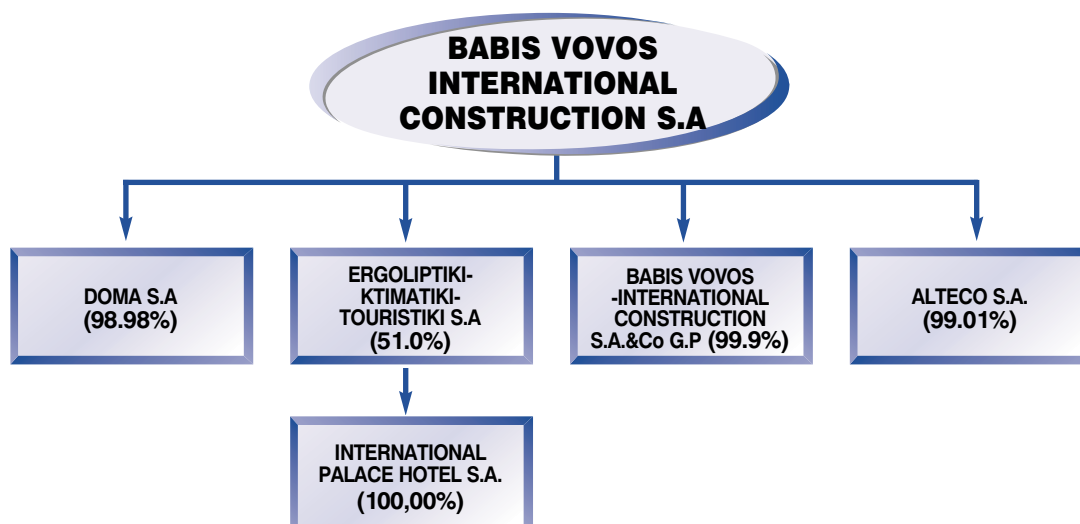 BABIS VOVOS
INTERNATIONAL
CONSTRUCTION S.A
DOMA S.A
(98.98%)
ERGOLIPTIKI-
KTIMATIKI-
TOURISTIKI S.A
(51.0%)
BABIS VOVOS
-INTERNATIONAL
CONSTRUCTION
S.A.&Co G.P (99.9%)
ALTECO S.A.
(99.01%)
INTERNATIONAL
PALACE HOTEL S.A.
(100,00%)